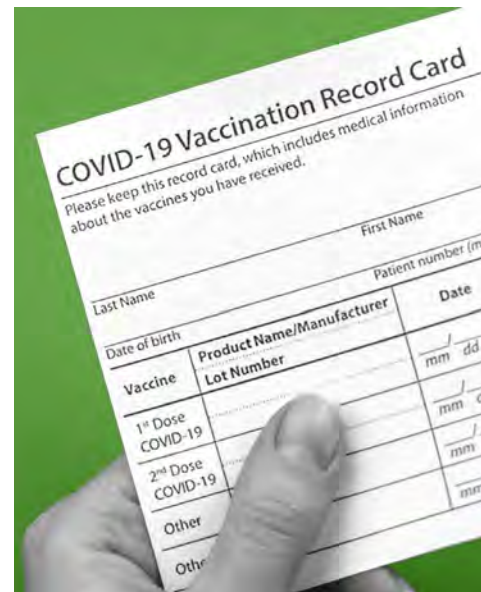 COVID-19 Vaccination Record Card
Please keep this record card, which includes medical information
about the vaccines you have received.
Last Name
First Name
Date of birth
Patient number (m
Vaccine
Product Name/Manufacturer
Lot Number
Date
1st Dose
COVID-19
mm dd
2nd Dose
COVID-19
mm
Other
mm
Othe
mm